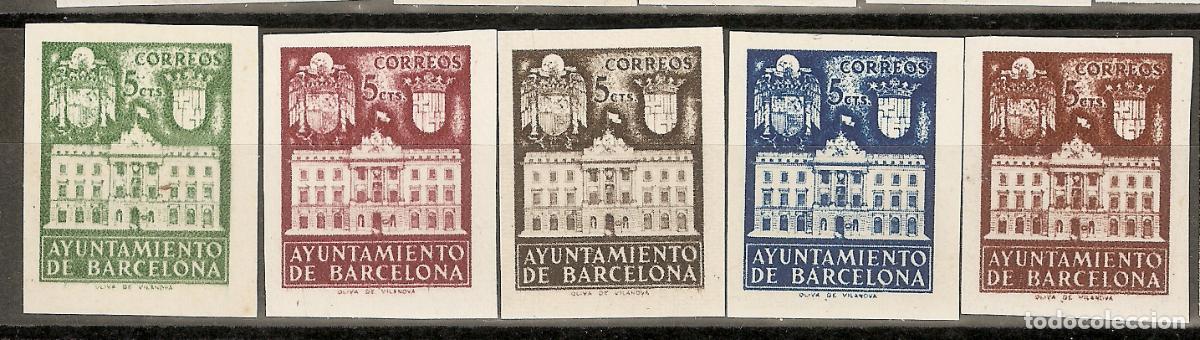 CORREOS
5 CTS.
AYUNTAMIENTO
DE BARCELONA
OLIVA DE VILANOVA
CORREOS
5 CTS.
AYUNTAMIENTO
DE BARCELONA
OLIVA DE VILANOVA
CORREOS
5 CTS.
AYUNTAMIENTO
DE BARCELONA
OLIVA DE VILANOVA
CORREOS
5 CTS.
AYUNTAMIENTO
DE BARCELONA
OLIVA DE VILANOVA
CORREOS
5 CTS.
AYUNTAMIENTO
DE BARCELONA
OLIVA DE VILANOVA
todocoleccion.net